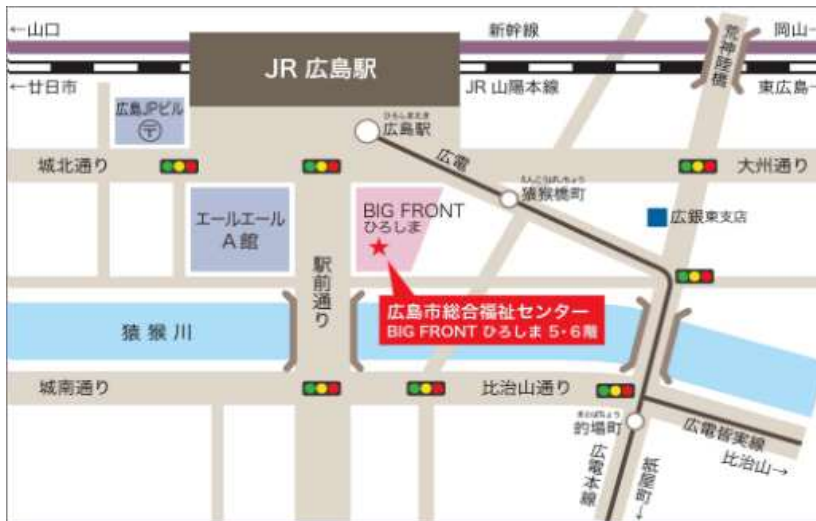 ←山口
新幹線
岡山→
荒神陸橋
JR 広島駅
←廿日市
JR山陽本線
東広島→
広島JPビル
〒
ひろしまえき
広島駅
城北通り
広電
えんこうばしちょう
猿猴橋町
大州通り
エールエール
A館
BIG FRONT
ひろしま
広銀東支店
駅前通り
広島市総合福祉センター
BIG FRONT ひろしま 5・6階
猿猴川
城南通り
比治山通り
まとばちょう
的場町
広電皆実線
比治山→
広電本線
紙屋町→